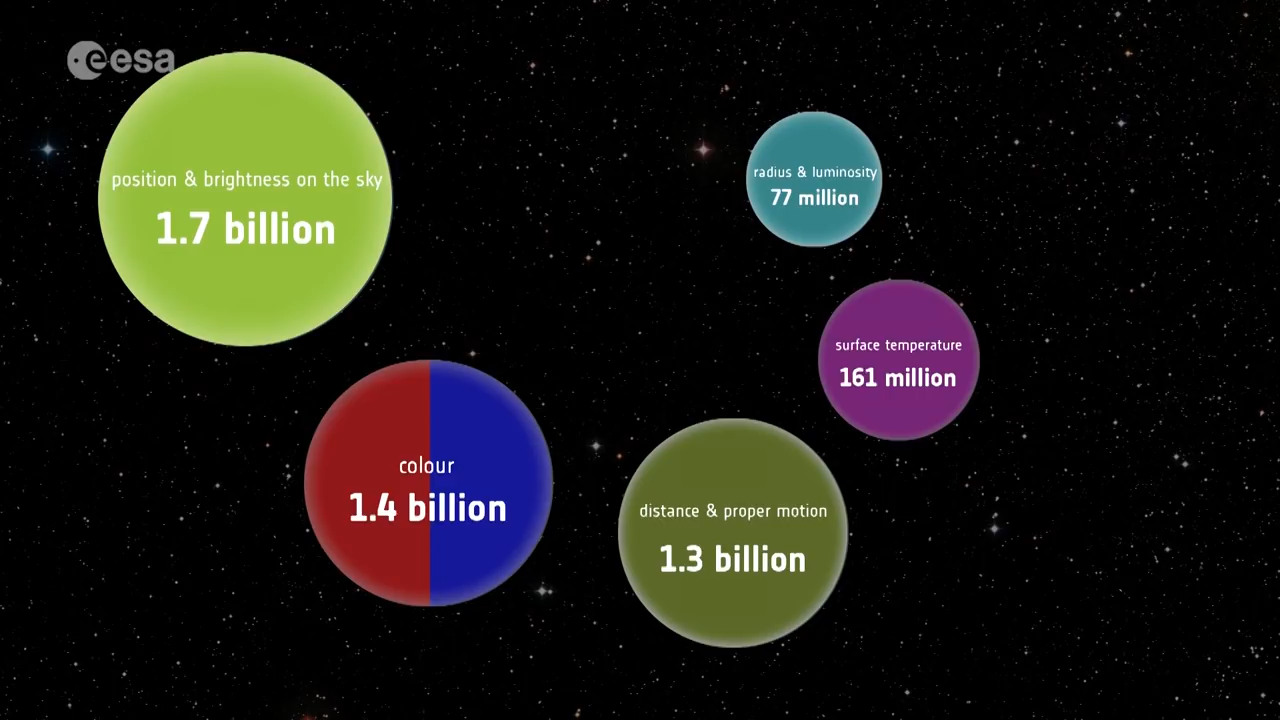 esa
position & brightness on the sky
1.7 billion
radius & luminosity
77 million
surface temperature
161 million
colour
1.4 billion
distance & proper motion
1.3 billion